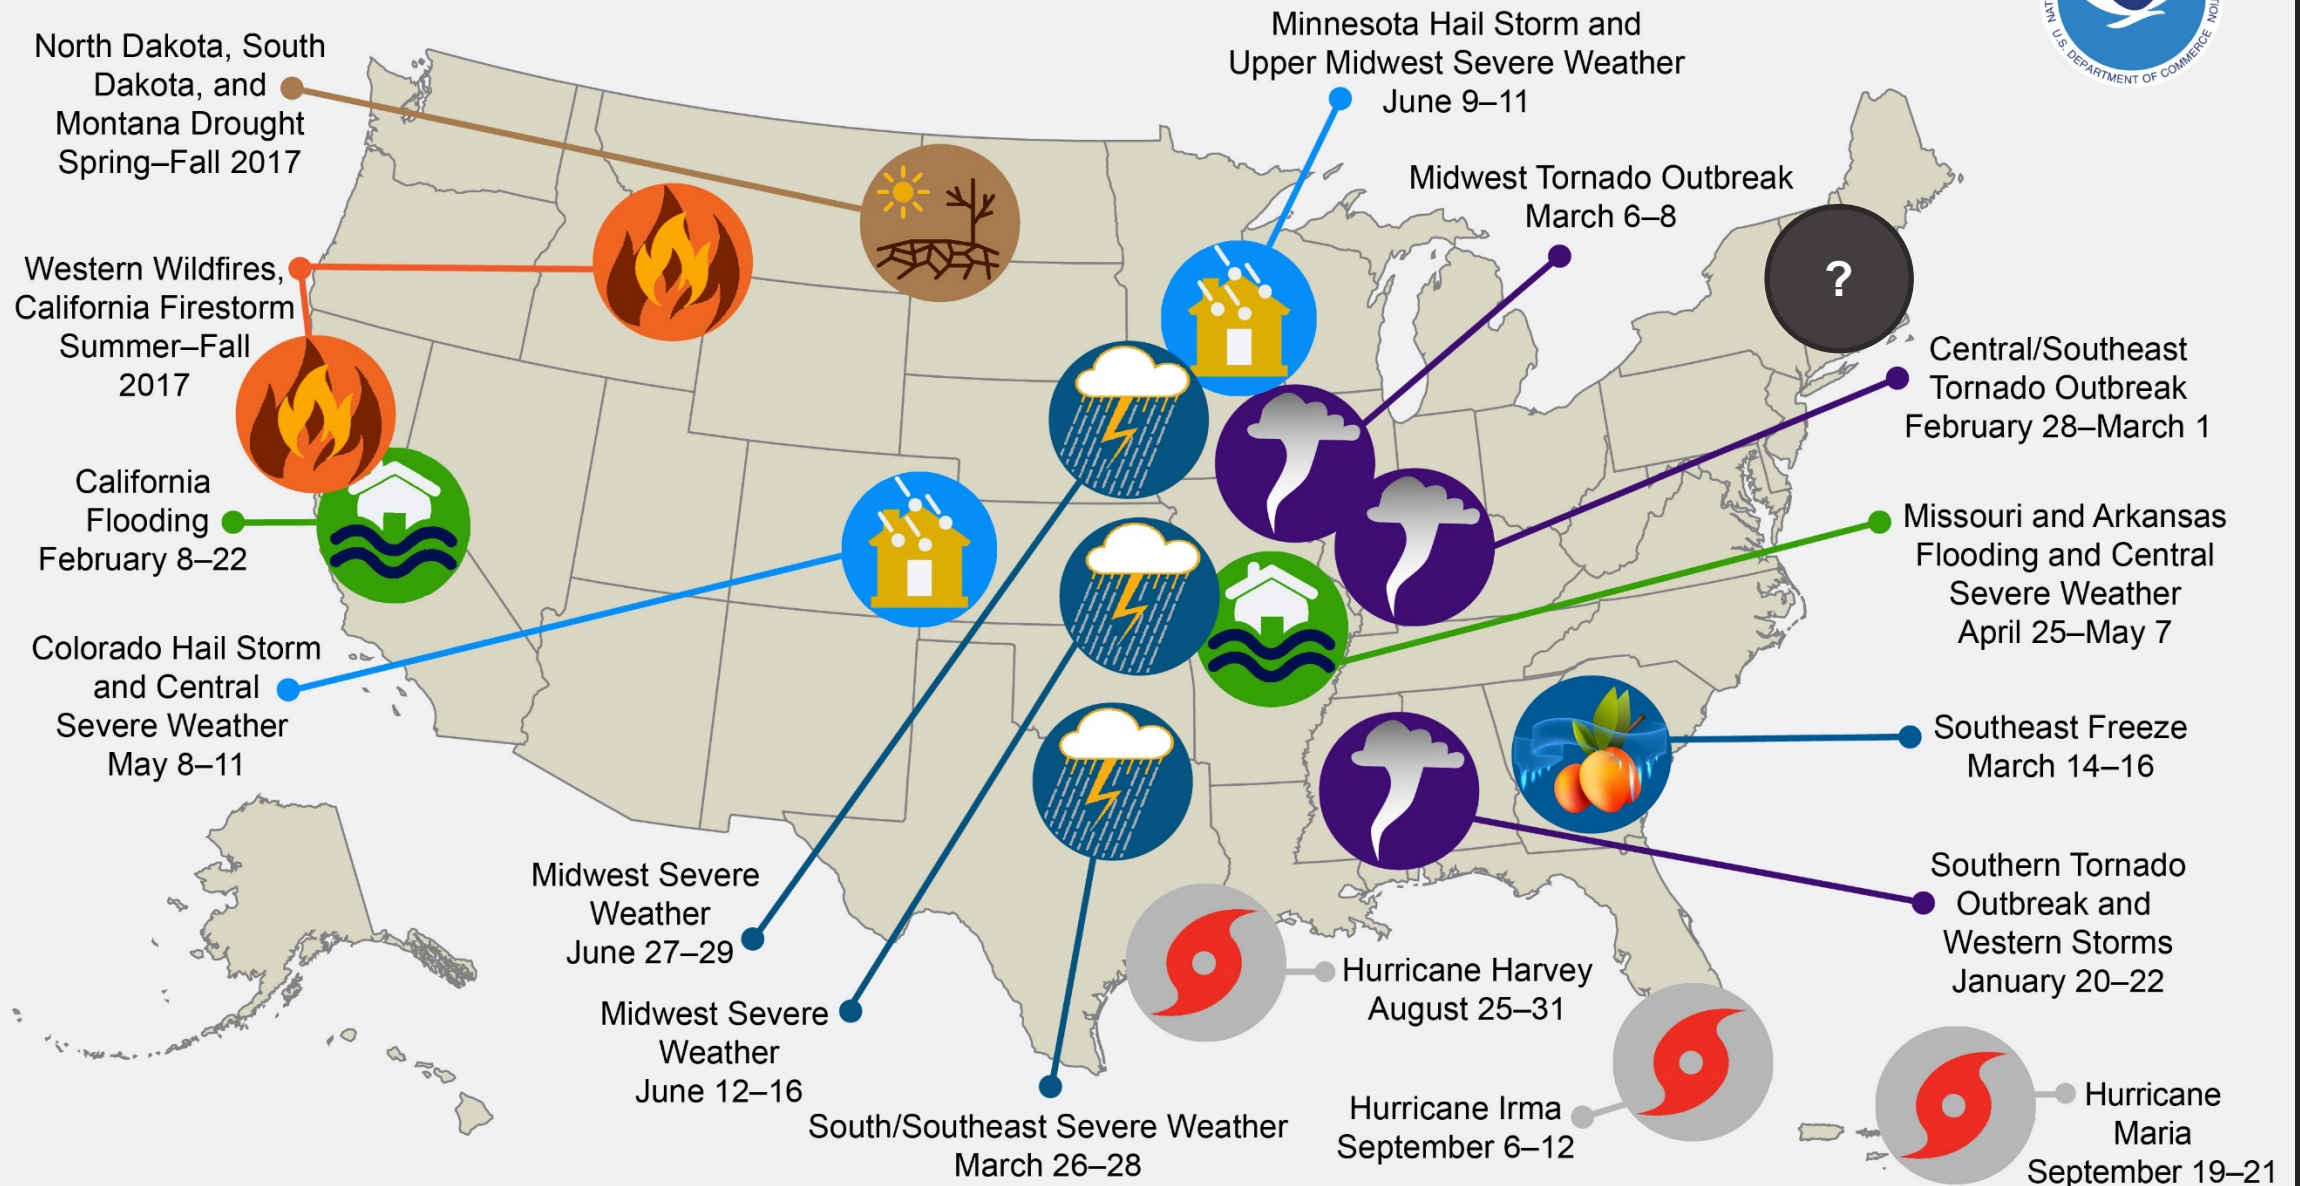 North Dakota, South
Dakota, and
Montana Drought
Spring–Fall 2017
Minnesota Hail Storm and
Upper Midwest Severe Weather
June 9–11
U.S. DEPARTMENT OF COMMERCE
Midwest Tornado Outbreak
March 6–8
?
Western Wildfires,
California Firestorm
Summer–Fall
2017
Central/Southeast
Tornado Outbreak
February 28–March 1
California
Flooding
February 8–22
Missouri and Arkansas
Flooding and Central
Severe Weather
April 25–May 7
Colorado Hail Storm
and Central
Severe Weather
May 8–11
Southeast Freeze
March 14–16
Southern Tornado
Outbreak and
Western Storms
January 20–22
Midwest Severe
Weather
June 27–29
Hurricane Harvey
August 25–31
Midwest Severe
Weather
June 12–16
South/Southeast Severe Weather
March 26–28
Hurricane Irma
September 6–12
Hurricane
Maria
September 19–21